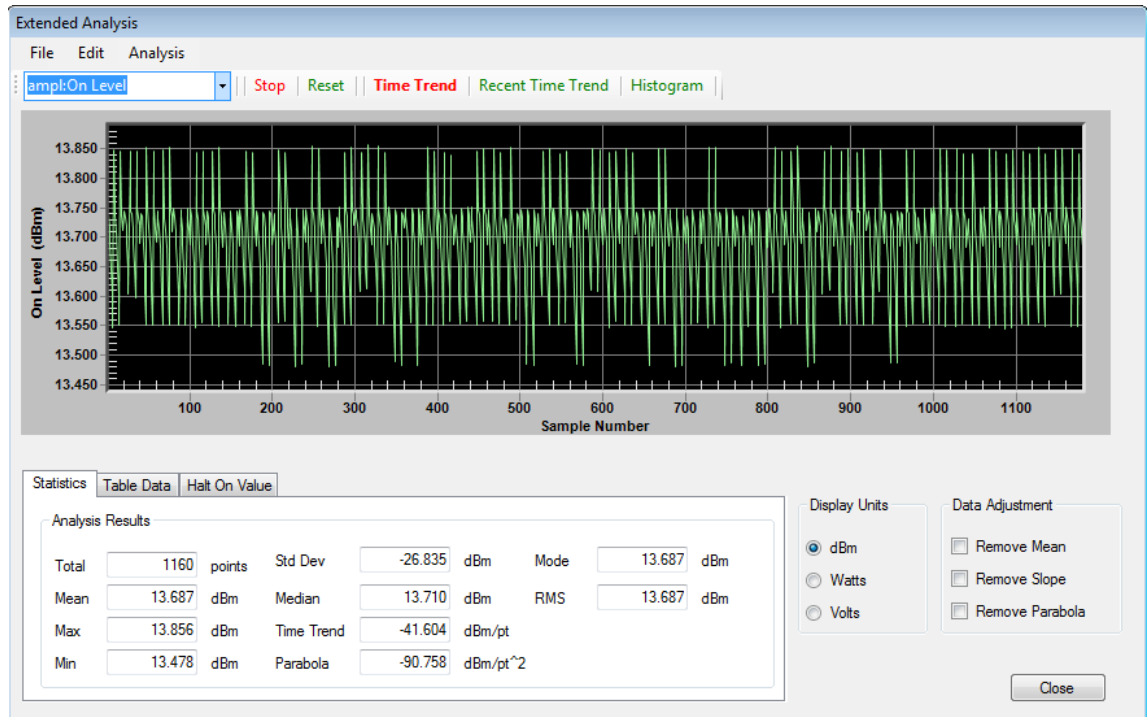 Extended Analysis
File Edit Analysis
ampl:On Level Stop Reset Time Trend Recent Time Trend Histogram
On Level (dBm)
13.850
13.800
13.750
13.700
13.650
13.600
13.550
13.500
13.450
100 200 300 400 500 600 700 800 900 1000 1100
Sample Number
Statistics Table Data Halt On Value
Analysis Results
Total 1160 points Std Dev -26.835 dBm Mode 13.687 dBm
Mean 13.687 dBm Median 13.710 dBm RMS 13.687 dBm
Max 13.856 dBm Time Trend -41.604 dBm/pt
Min 13.478 dBm Parabola -90.758 dBm/pt^2
Display Units
dBm
Watts
Volts
Data Adjustment
Remove Mean
Remove Slope
Remove Parabola
Close